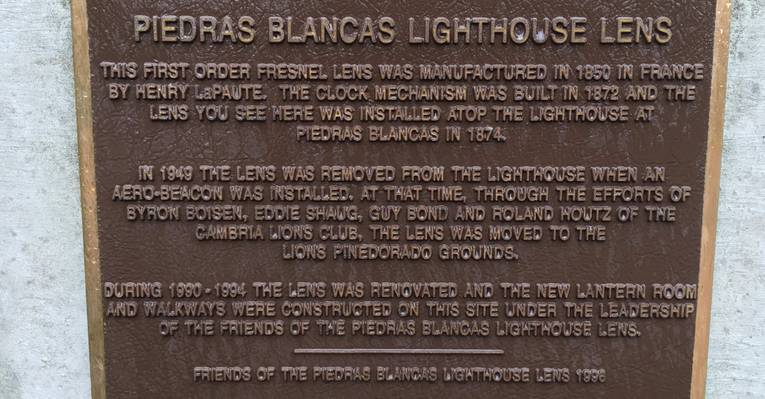 PIEDRAS BLANCAS LIGHTHOUSE LENS
THIS FIRST ORDER FRESNEL LENS WAS MANUFACTURED IN 1850 IN FRANCE
BY HENRY LaPAUTE. THE CLOCK MECHANISM WAS BUILT IN 1872 AND THE
LENS YOU SEE HERE WAS INSTALLED ATOP THE LIGHTHOUSE AT
PIEDRAS BLANCAS IN 1874.
IN 1949 THE LENS WAS REMOVED FROM THE LIGHTHOUSE WHEN AN
AERO-BEACON WAS INSTALLED. AT THAT TIME, THROUGH THE EFFORTS OF
BYRON BOISEN, EDDIE SHAUG, GUY BOND AND ROLAND HOUTZ OF THE
CAMBRIA LIONS CLUB, THE LENS WAS MOVED TO THE
LIONS PINEDORADO GROUNDS.
DURING 1990-1994 THE LENS WAS RENOVATED AND THE NEW LANTERN ROOM
AND WALKWAYS WERE CONSTRUCTED ON THIS SITE UNDER THE LEADERSHIP
OF THE FRIENDS OF THE PIEDRAS BLANCAS LIGHTHOUSE LENS.
FRIENDS OF THE PIEDRAS BLANCAS LIGHTHOUSE LENS 1996